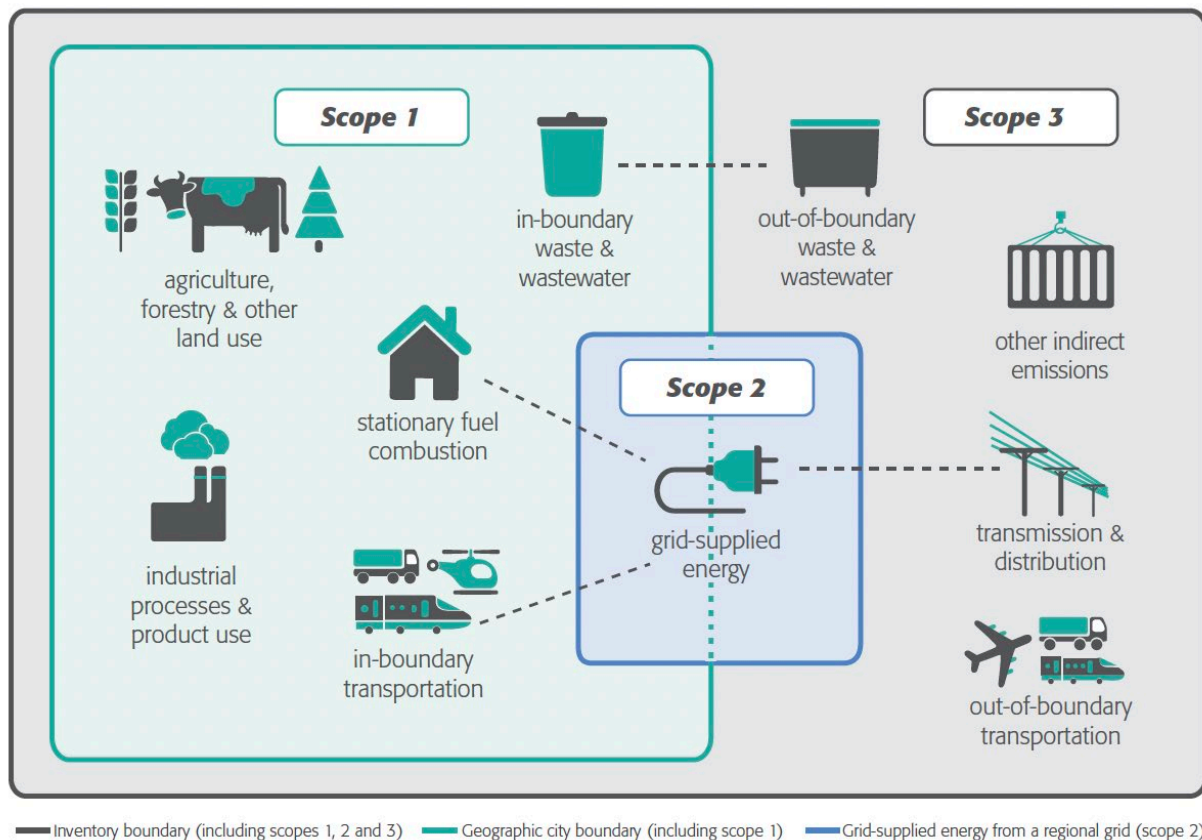 Scope 1
Scope 3
in-boundary
waste &
wastewater
out-of-boundary
waste &
wastewater
agriculture,
forestry & other
land use
other indirect
emissions
Scope 2
stationary fuel
combustion
grid-supplied
energy
transmission &
distribution
industrial
processes &
product use
in-boundary
transportation
out-of-boundary
transportation
Inventory boundary (including scopes 1, 2 and 3) Geographic city boundary (including scope 1) Grid-supplied energy from a regional grid (scope 2)